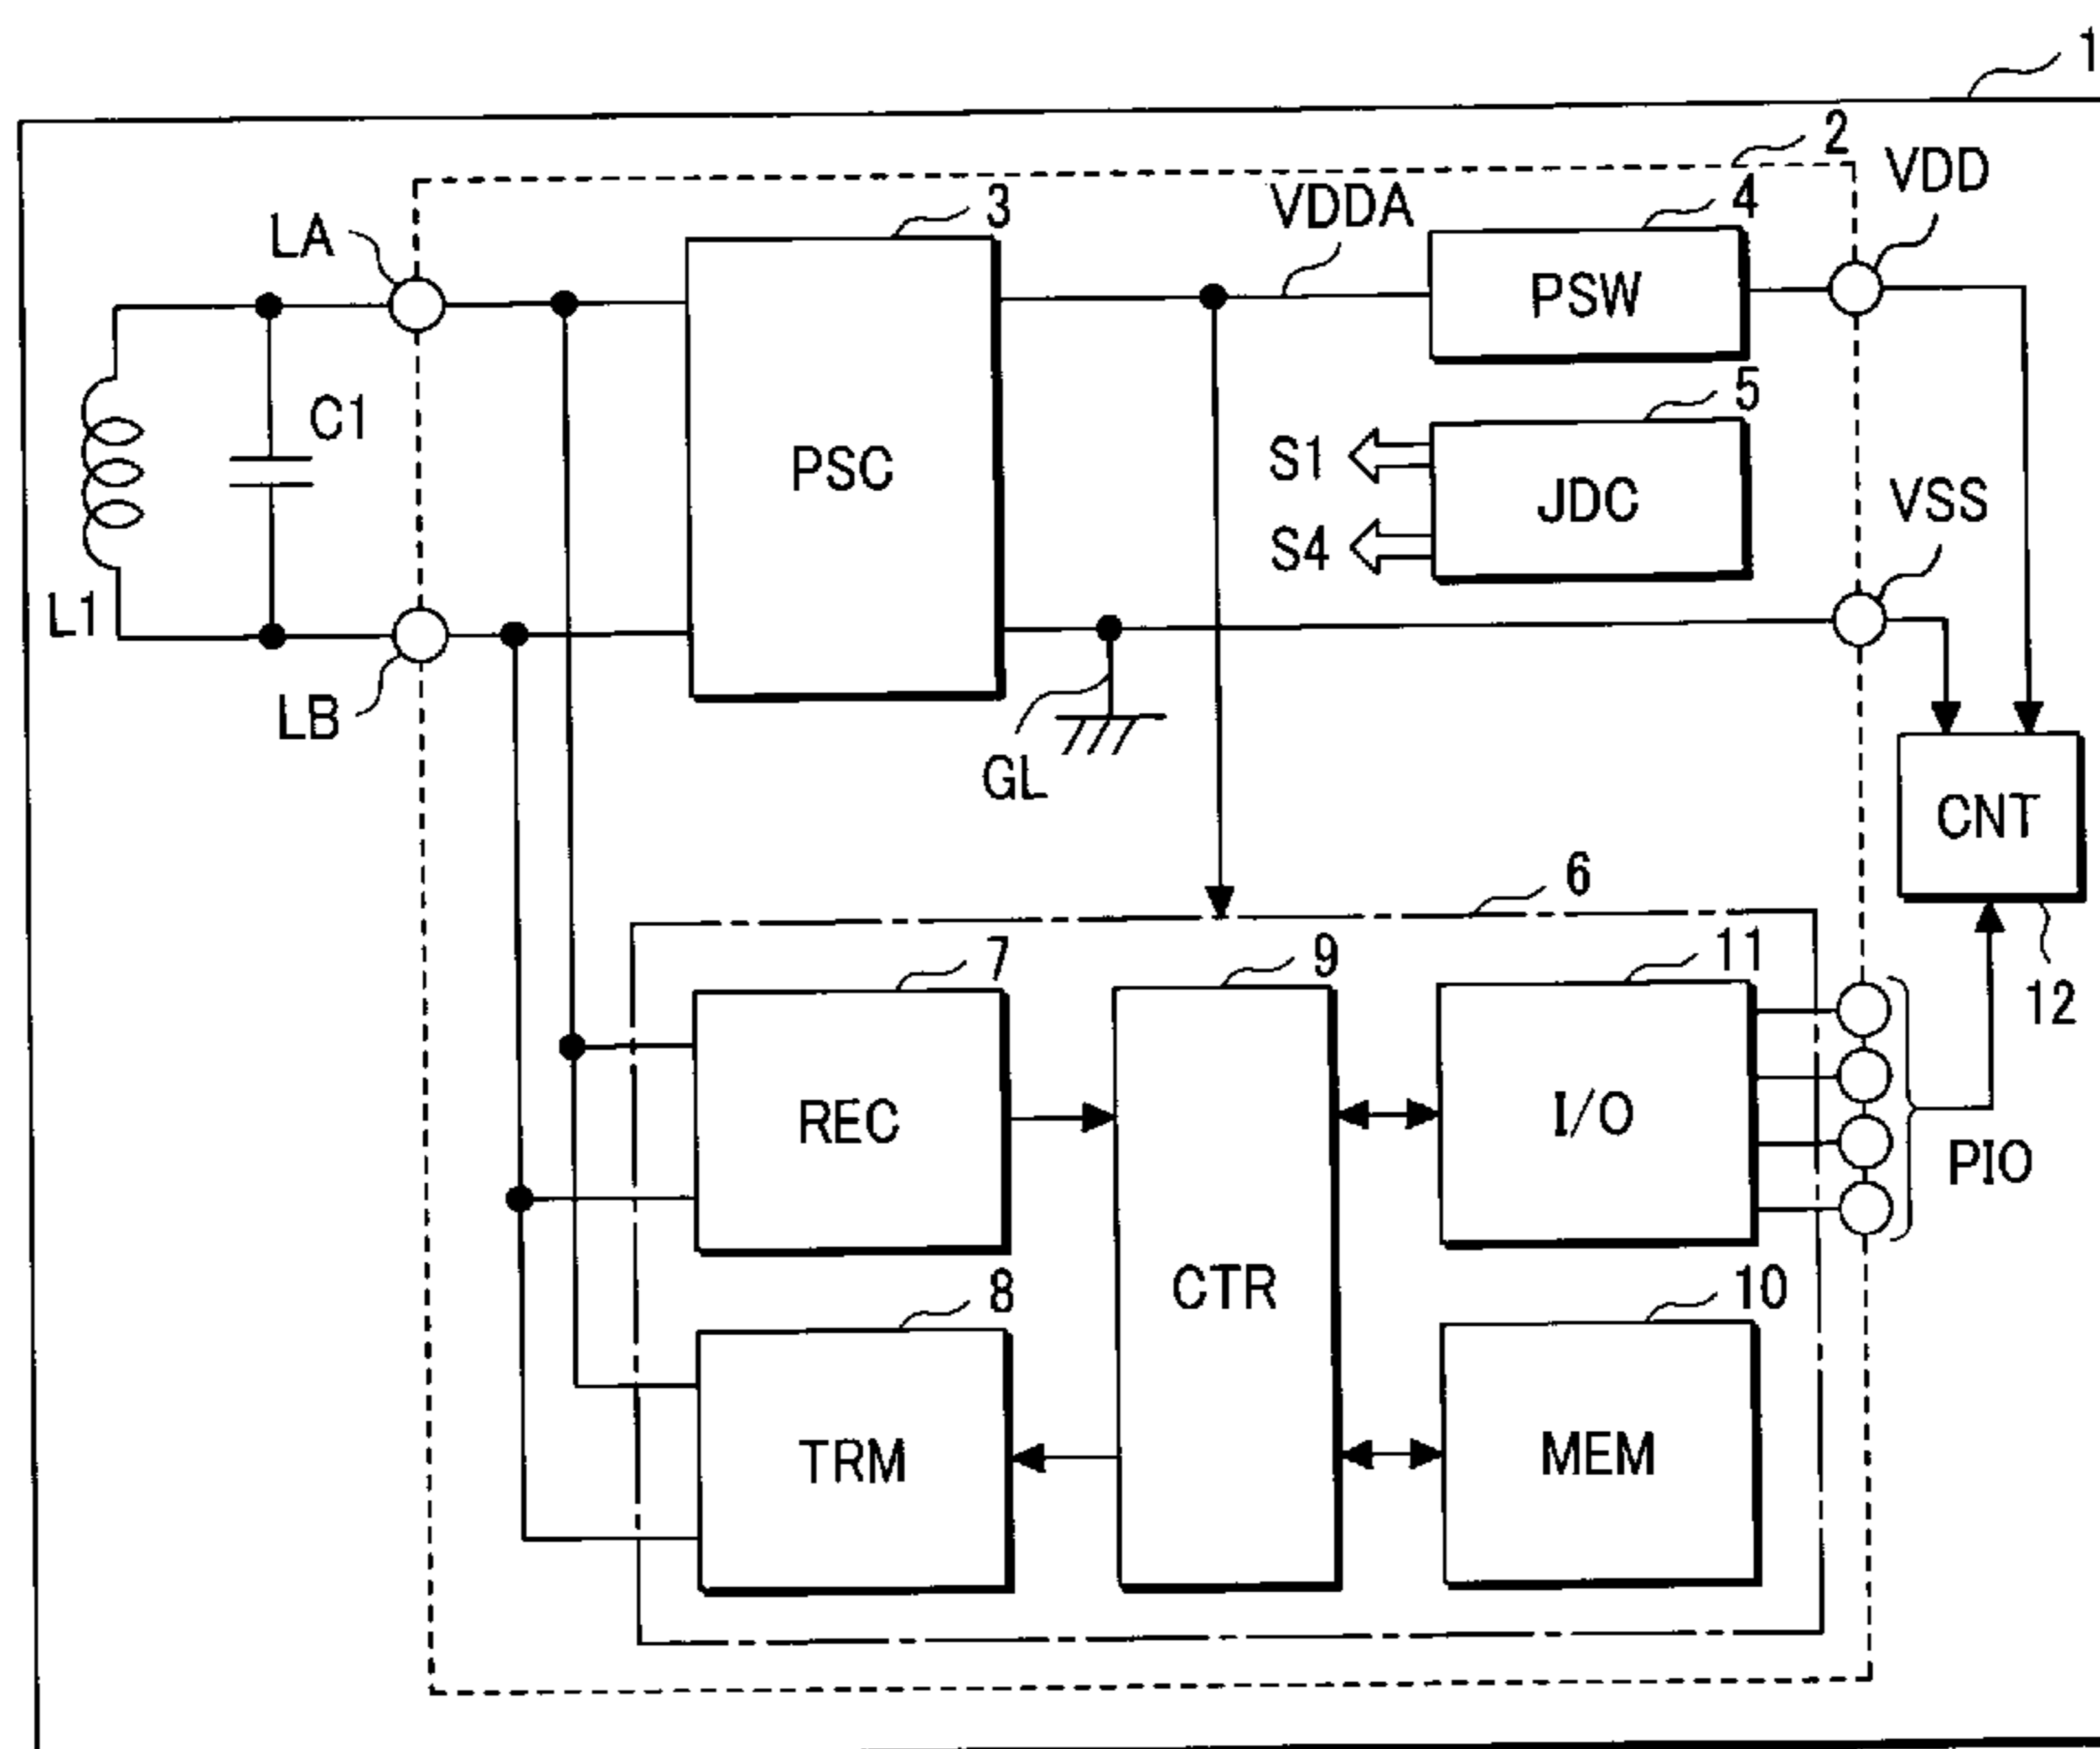 1
2
VDD
LA
3
VDDA
4
PSW
C1
5
PSC
S1
JDC
VSS
S4
L1
LB
GL
CNT
6
7
9
11
12
REC
I/O
PIO
CTR
8
10
TRM
MEM